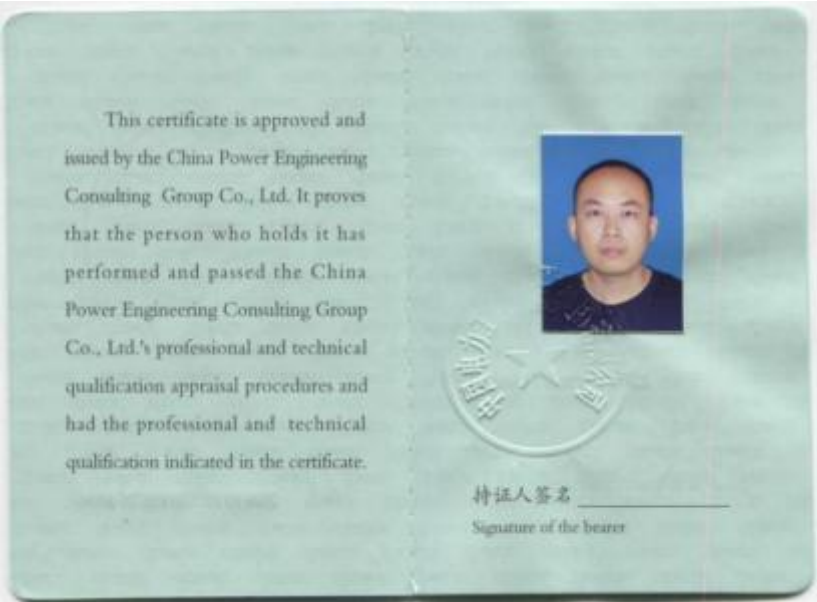 This certificate is approved and
issued by the China Power Engineering
Consulting Group Co., Ltd. It proves
that the person who holds it has
performed and passed the China
Power Engineering Consulting Group
Co., Ltd.'s professional and technical
qualification appraisal procedures and
had the professional and technical
qualification indicated in the certificate.
持证人签名
Signature of the bearer